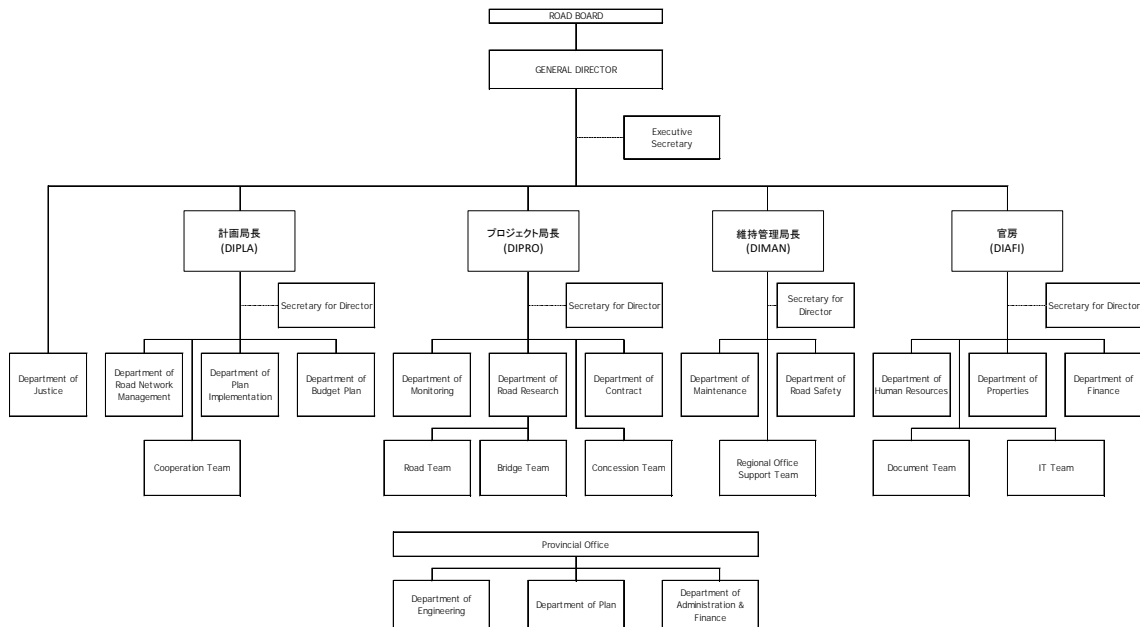 ROAD BOARD
GENERAL DIRECTOR
Executive
Secretary
計画局長
(DIPLA)
プロジェクト局長
(DIPRO)
維持管理局長
(DIMAN)
官房
(DIAFI)
Secretary for Director
Secretary for Director
Secretary for
Director
Secretary for Director
Department of
Justice
Department of
Road Network
Management
Department of
Plan
Implementation
Department of
Budget Plan
Department of
Monitoring
Department of
Road Research
Department of
Contract
Department of
Maintenance
Department of
Road Safety
Department of
Human Resources
Department of
Properties
Department of
Finance
Cooperation Team
Road Team
Bridge Team
Concession Team
Regional Office
Support Team
Document Team
IT Team
Provincial Office
Department of
Engineering
Department of Plan
Department of
Administration &
Finance